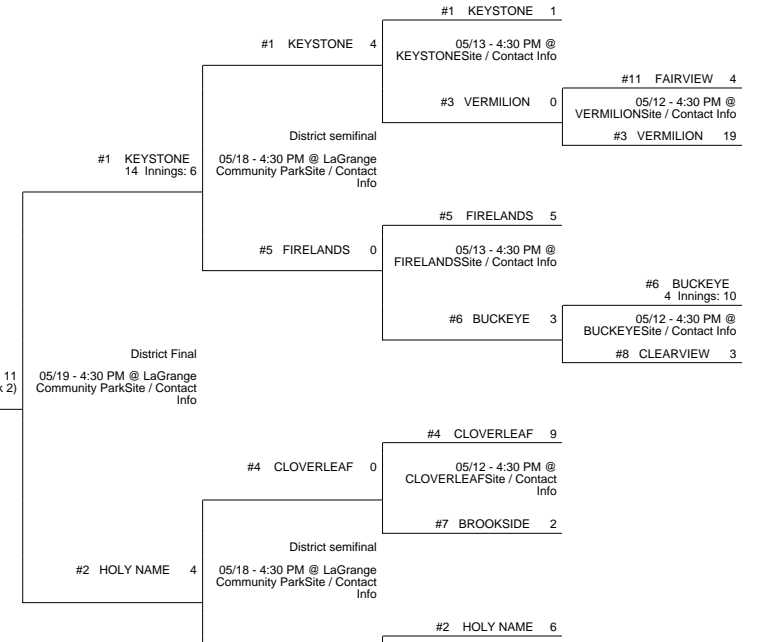 #1 KEYSTONE 1
#1 KEYSTONE 4
05/13 - 4:30 PM @
KEYSTONESite / Contact Info
#11 FAIRVIEW 4
#3 VERMILION 0
05/12 - 4:30 PM @
VERMILIONSite / Contact Info
#3 VERMILION 19
District semifinal
#1 KEYSTONE
14 Innings: 6
05/18 - 4:30 PM @ LaGrange
Community ParkSite / Contact
Info
#5 FIRELANDS 5
#5 FIRELANDS 0
05/13 - 4:30 PM @
FIRELANDSSite / Contact Info
#6 BUCKEYE
4 Innings: 10
#6 BUCKEYE 3
05/12 - 4:30 PM @
BUCKEYESite / Contact Info
#8 CLEARVIEW 3
District Final
11
2)
05/19 - 4:30 PM @ LaGrange
Community ParkSite / Contact
Info
#4 CLOVERLEAF 9
#4 CLOVERLEAF 0
05/12 - 4:30 PM @
CLOVERLEAFSite / Contact
Info
#7 BROOKSIDE 2
District semifinal
#2 HOLY NAME 4
05/18 - 4:30 PM @ LaGrange
Community ParkSite / Contact
Info
#2 HOLY NAME 6